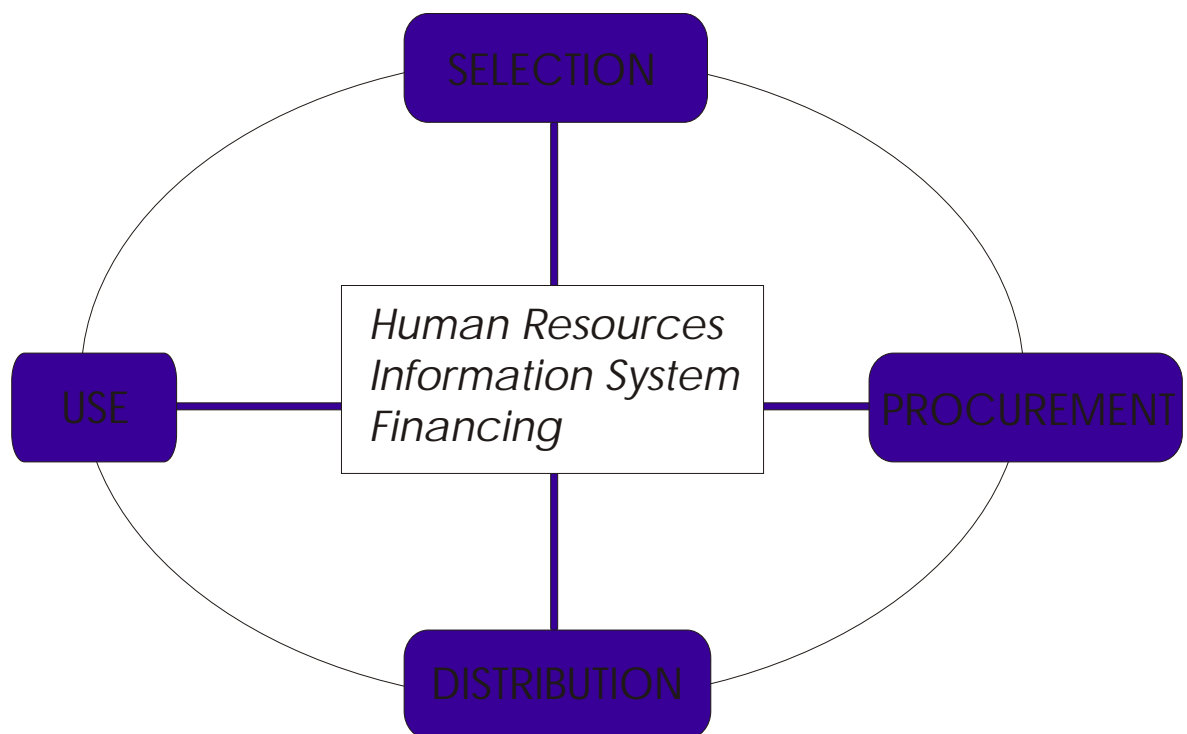 SELECTION
Human Resources
Information System
Financing
USE
PROCUREMENT
DISTRIBUTION